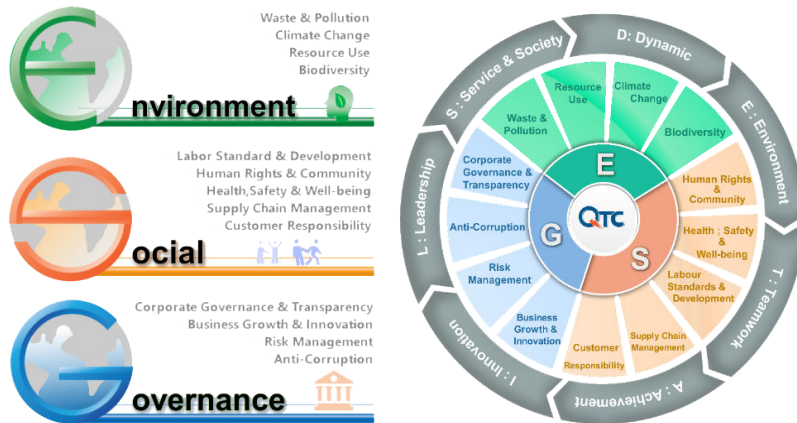 Waste & Pollution
Climate Change
Resource Use
Biodiversity
Environment
Labor Standard & Development
Human Rights & Community
Health,Safety & Well-being
Supply Chain Management
Customer Responsibility
Social
Corporate Governance & Transparency
Business Growth & Innovation
Risk Management
Anti-Corruption
Governance
S : Service & Society
D: Dynamic
E : Environment
T : Teamwork
A : Achievement
I : Innovation
L : Leadership
Waste &
Pollution
Resource
Use
Climate
Change
Biodiversity
Human Rights
&
Community
Health ; Safety
&
Well-being
Labour
Standards &
Development
Supply Chain
Management
Customer
Responsibility
Business
Growth &
Innovation
Risk
Management
Anti-Corruption
Corporate
Governance &
Transparency
E
S
G
QTC